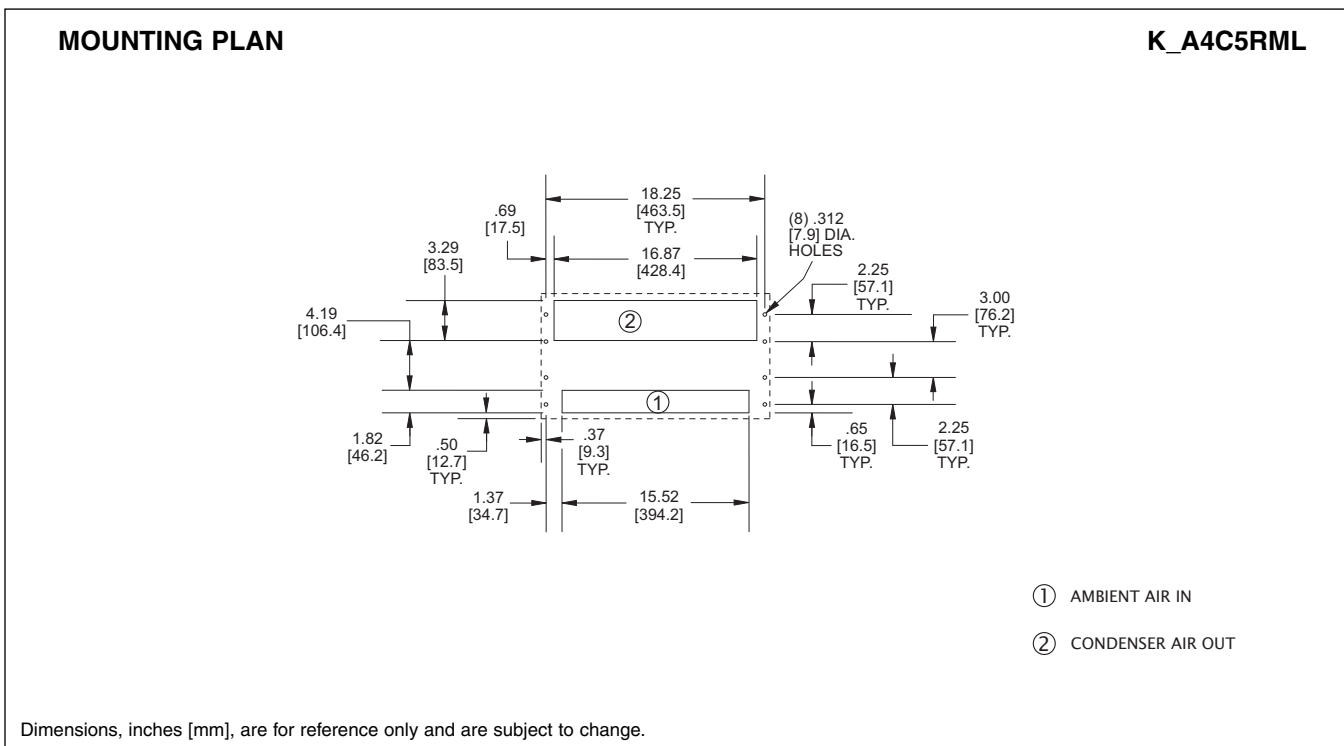 MOUNTING PLAN
K_A4C5RML
18.25
[463.5]
TYP.
.69
[17.5]
(8) .312
[7.9] DIA.
HOLES
3.29
[83.5]
16.87
[428.4]
2.25
[57.1]
TYP.
3.00
[76.2]
TYP.
4.19
[106.4]
2
1
1.82
[46.2]
.50
[12.7]
TYP.
.37
[9.3]
TYP.
.65
[16.5]
TYP.
2.25
[57.1]
TYP.
1.37
[34.7]
15.52
[394.2]
1 AMBIENT AIR IN
2 CONDENSER AIR OUT
Dimensions, inches [mm], are for reference only and are subject to change.